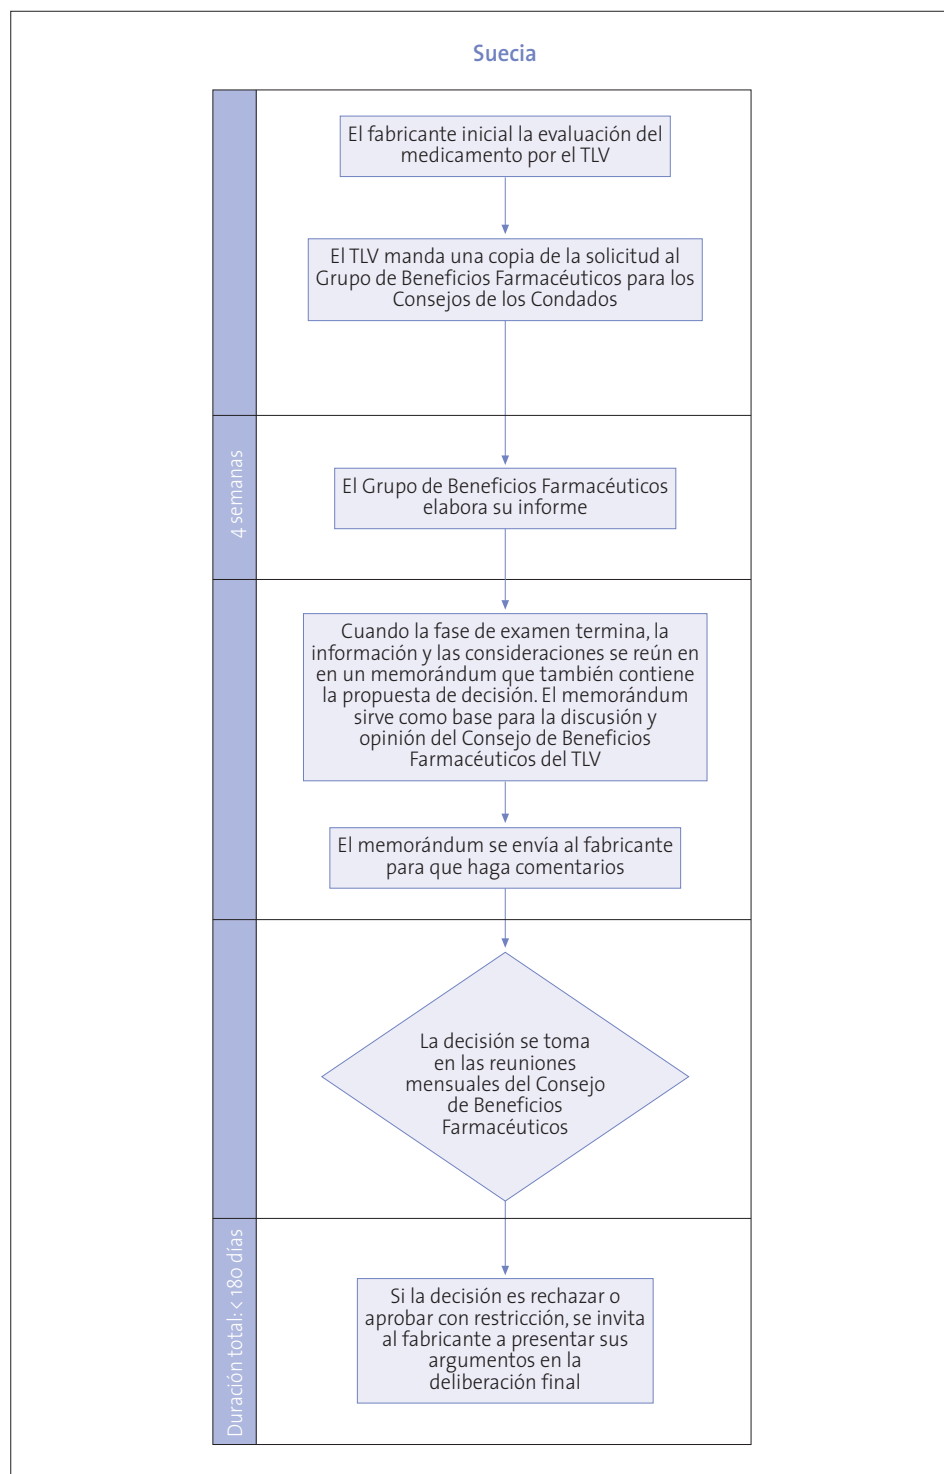 Suecia
El fabricante inicial la evaluación del
medicamento por el TLV
El TLV manda una copia de la solicitud al
Grupo de Beneficios Farmacéuticos para los
Consejos de los Condados
4 semanas
El Grupo de Beneficios Farmacéuticos
elabora su informe
Cuando la fase de examen termina, la
información y las consideraciones se reún en
en un memorándum que también contiene
la propuesta de decisión. El memorándum
sirve como base para la discusión y
opinión del Consejo de Beneficios
Farmacéuticos del TLV
El memorándum se envía al fabricante
para que haga comentarios
La decisión se toma
en las reuniones
mensuales del Consejo
de Beneficios
Farmacéuticos
Duración total: < 180 días
Si la decisión es rechazar o
aprobar con restricción, se invita
al fabricante a presentar sus
argumentos en la
deliberación final